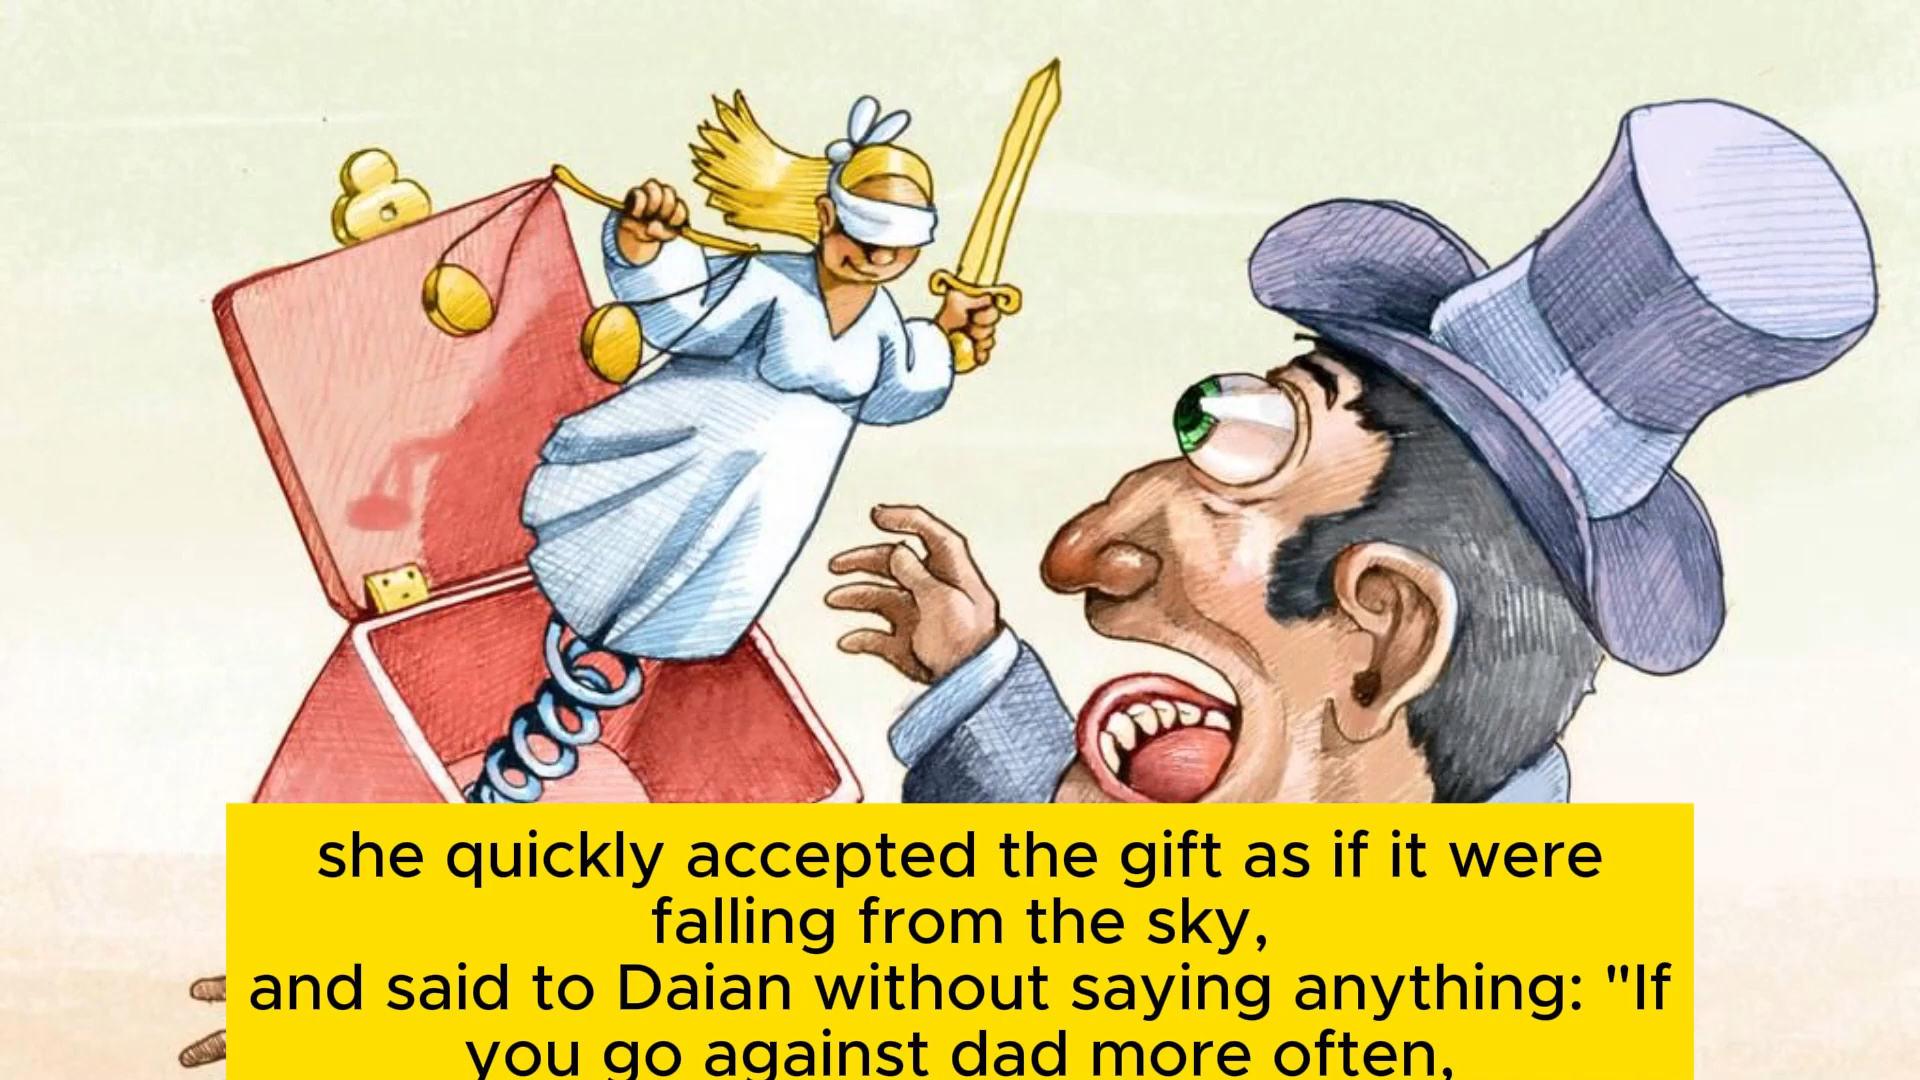 she quickly accepted the gift as if it were
falling from the sky,
and said to Daian without saying anything: "If
you go against dad more often,